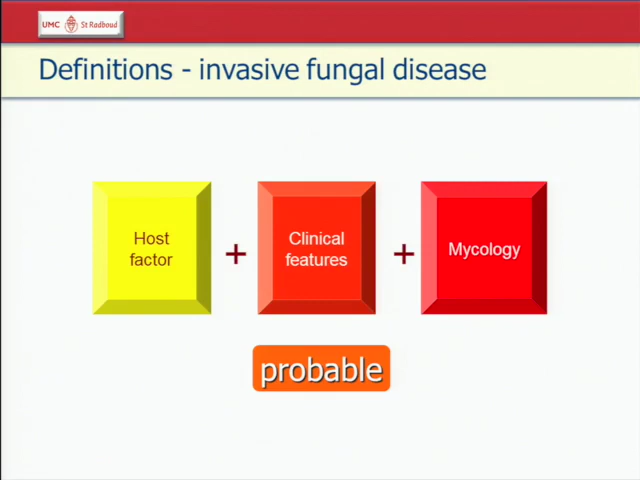 UMC St Radboud
Definitions - invasive fungal disease
Host
factor
+
Clinical
features
+
Mycology
probable